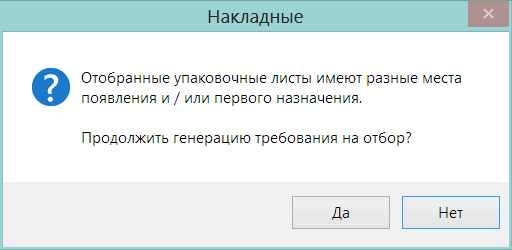 Накладные
Отобранные упаковочные листы имеют разные места
появления и / или первого назначения.
Продолжить генерацию требования на отбор?
Да
Нет